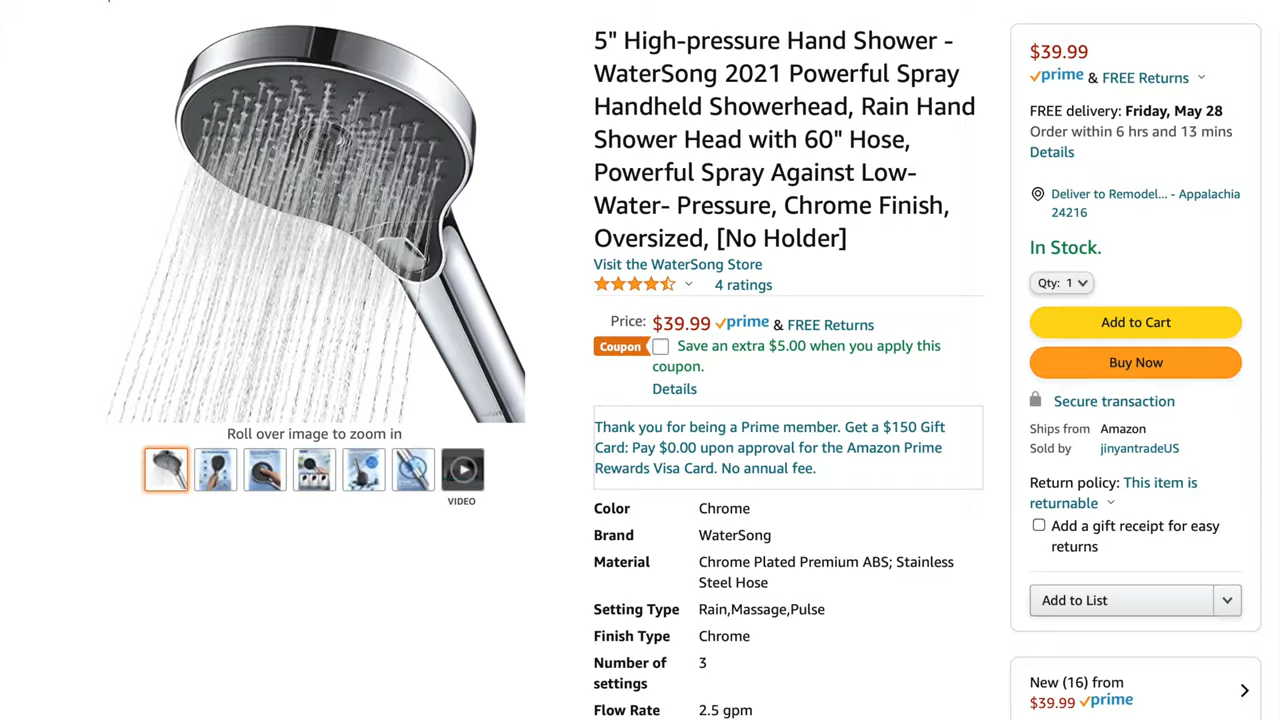 5" High-pressure Hand Shower -
WaterSong 2021 Powerful Spray
Handheld Showerhead, Rain Hand
Shower Head with 60" Hose,
Powerful Spray Against Low-
Water- Pressure, Chrome Finish,
Oversized, [No Holder]
Visit the WaterSong Store
4 ratings
Price: $39.99 prime & FREE Returns
Coupon Save an extra $5.00 when you apply this
coupon.
Details
Thank you for being a Prime member. Get a $150 Gift
Card: Pay $0.00 upon approval for the Amazon Prime
Rewards Visa Card. No annual fee.
Color Chrome
Brand WaterSong
Material Chrome Plated Premium ABS; Stainless
Steel Hose
Setting Type Rain,Massage,Pulse
Finish Type Chrome
Number of 3
settings
Flow Rate 2.5 gpm
Roll over image to zoom in
VIDEO
$39.99
prime & FREE Returns
FREE delivery: Friday, May 28
Order within 6 hrs and 13 mins
Details
Deliver to Remodel... - Appalachia
24216
In Stock.
Qty: 1
Add to Cart
Buy Now
Secure transaction
Ships from Amazon
Sold by jinyantradeUS
Return policy: This item is
returnable
Add a gift receipt for easy
returns
Add to List
New (16) from
$39.99 prime